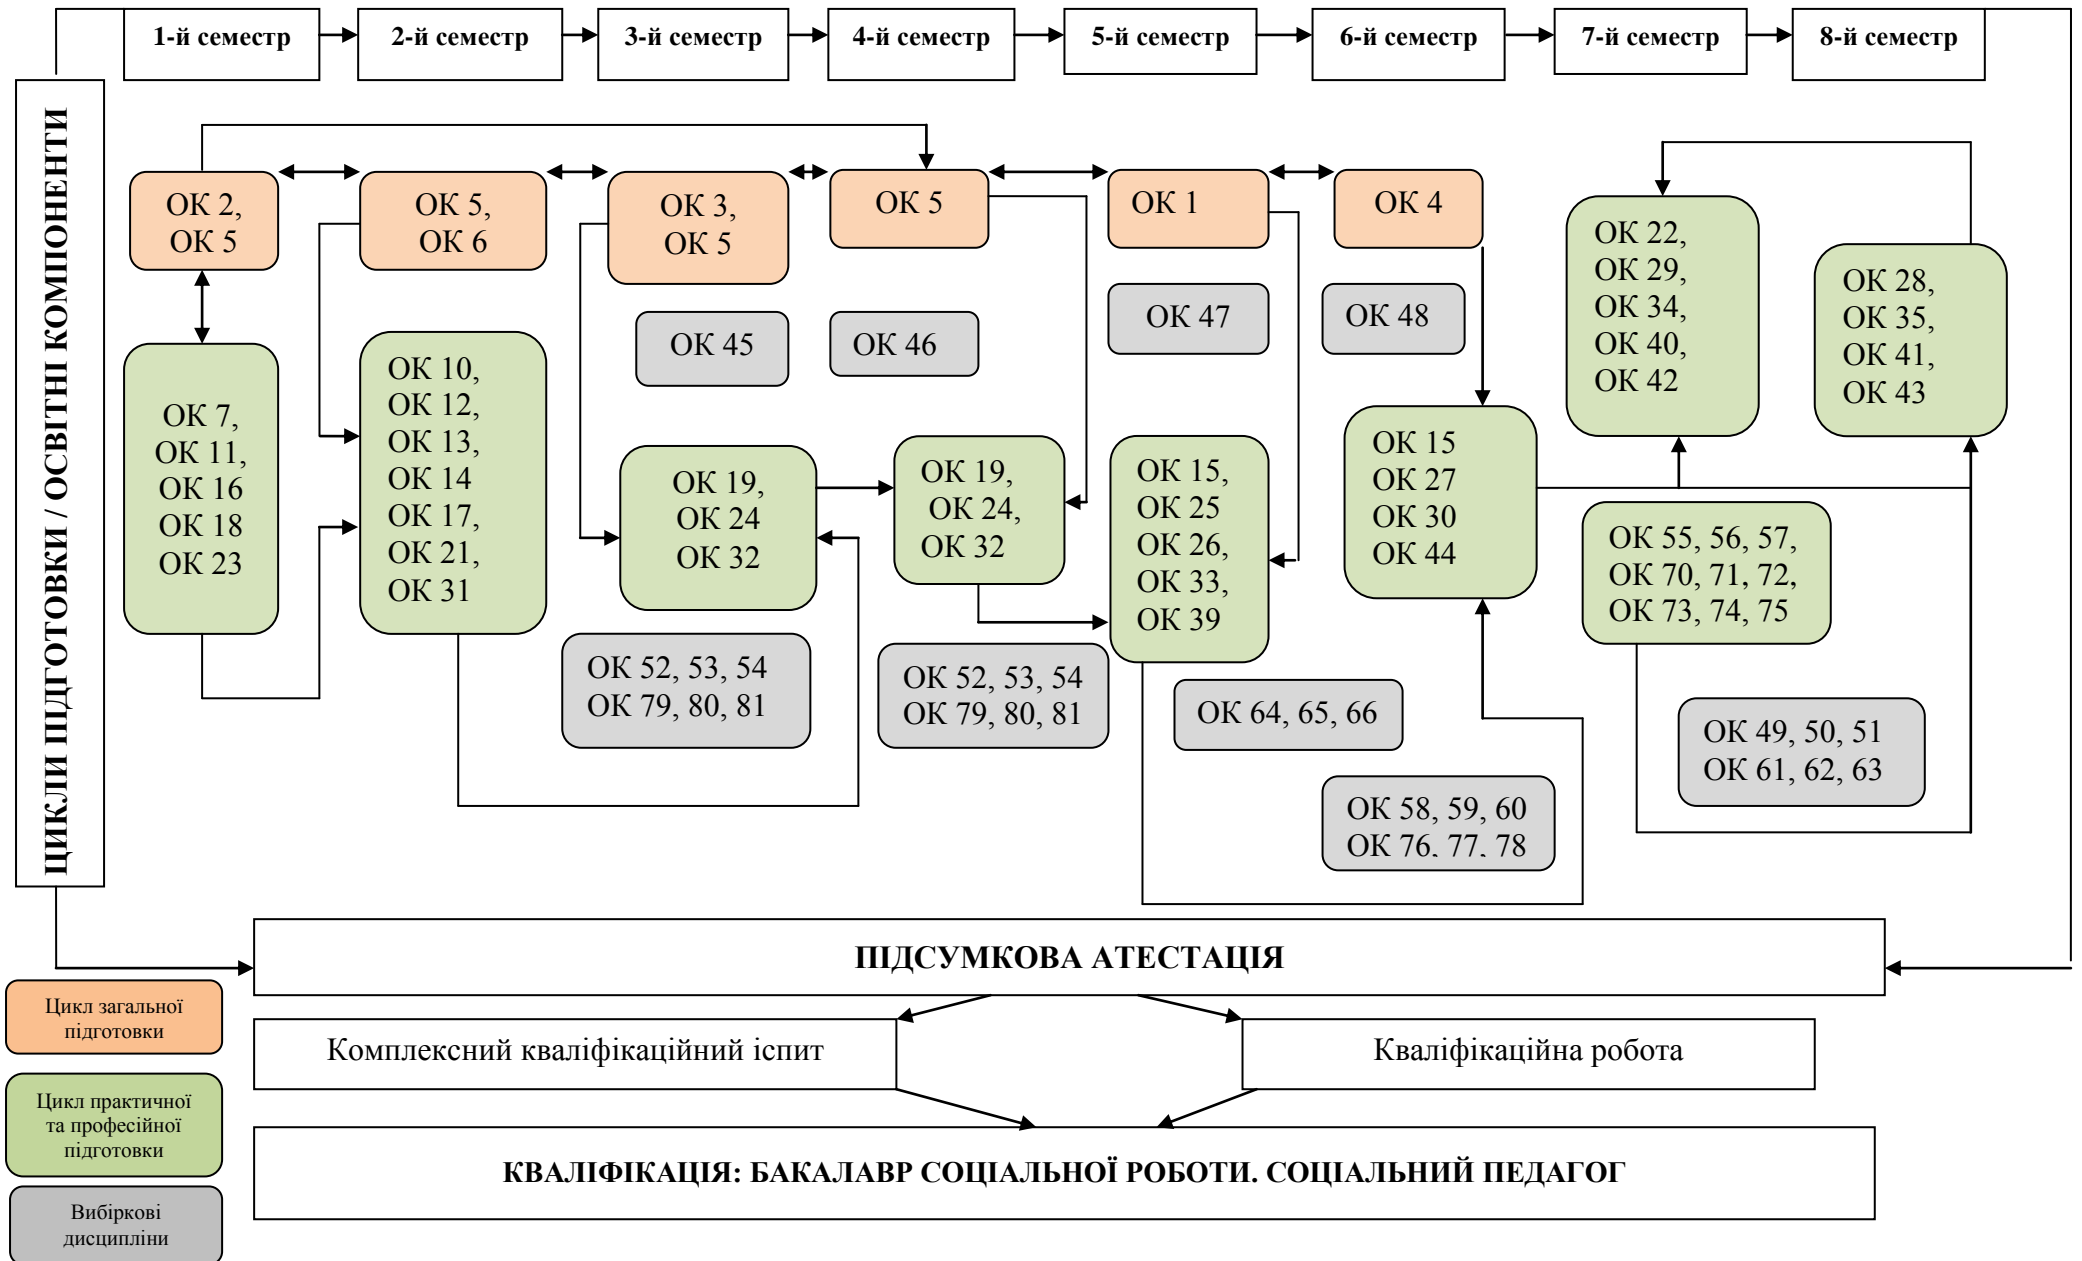 1-й семестр
2-й семестр
3-й семестр
4-й семестр
5-й семестр
6-й семестр
7-й семестр
8-й семестр
ЦИКЛИ ПІДГОТОВКИ / ОСВІТНІ КОМПІОНЕНТИ
ОК 2,
ОК 5
ОК 5,
ОК 6
ОК 3,
ОК 5
ОК 5
ОК 1
ОК 4
ОК 22,
ОК 29,
ОК 34,
ОК 40,
ОК 42
ОК 28,
ОК 35,
ОК 41,
ОК 43
ОК 45
ОК 46
ОК 47
ОК 48
ОК 7,
ОК 11,
ОК 16
ОК 18
ОК 23
ОК 10,
ОК 12,
ОК 13,
ОК 14
ОК 17,
ОК 21,
ОК 31
ОК 19,
ОК 24
ОК 32
ОК 19,
ОК 24,
ОК 32
ОК 15,
ОК 25
ОК 26,
ОК 33,
ОК 39
ОК 15
ОК 27
ОК 30
ОК 44
ОК 55, 56, 57,
ОК 70, 71, 72,
ОК 73, 74, 75
ОК 52, 53, 54
ОК 79, 80, 81
ОК 52, 53, 54
ОК 79, 80, 81
ОК 64, 65, 66
ОК 49, 50, 51
ОК 61, 62, 63
ОК 58, 59, 60
ОК 76, 77, 78
ПІДСУМКОВА АТЕСТАЦІЯ
Комплексний кваліфікаційний іспит
Кваліфікаційна робота
КВАЛІФІКАЦІЯ: БАКАЛАВР СОЦІАЛЬНОЇ РОБОТИ. СОЦІАЛЬНИЙ ПЕДАГОГ
Цикл загальної
підготовки
Цикл практичної
та професійної
підготовки
Вибіркові
дисципліни